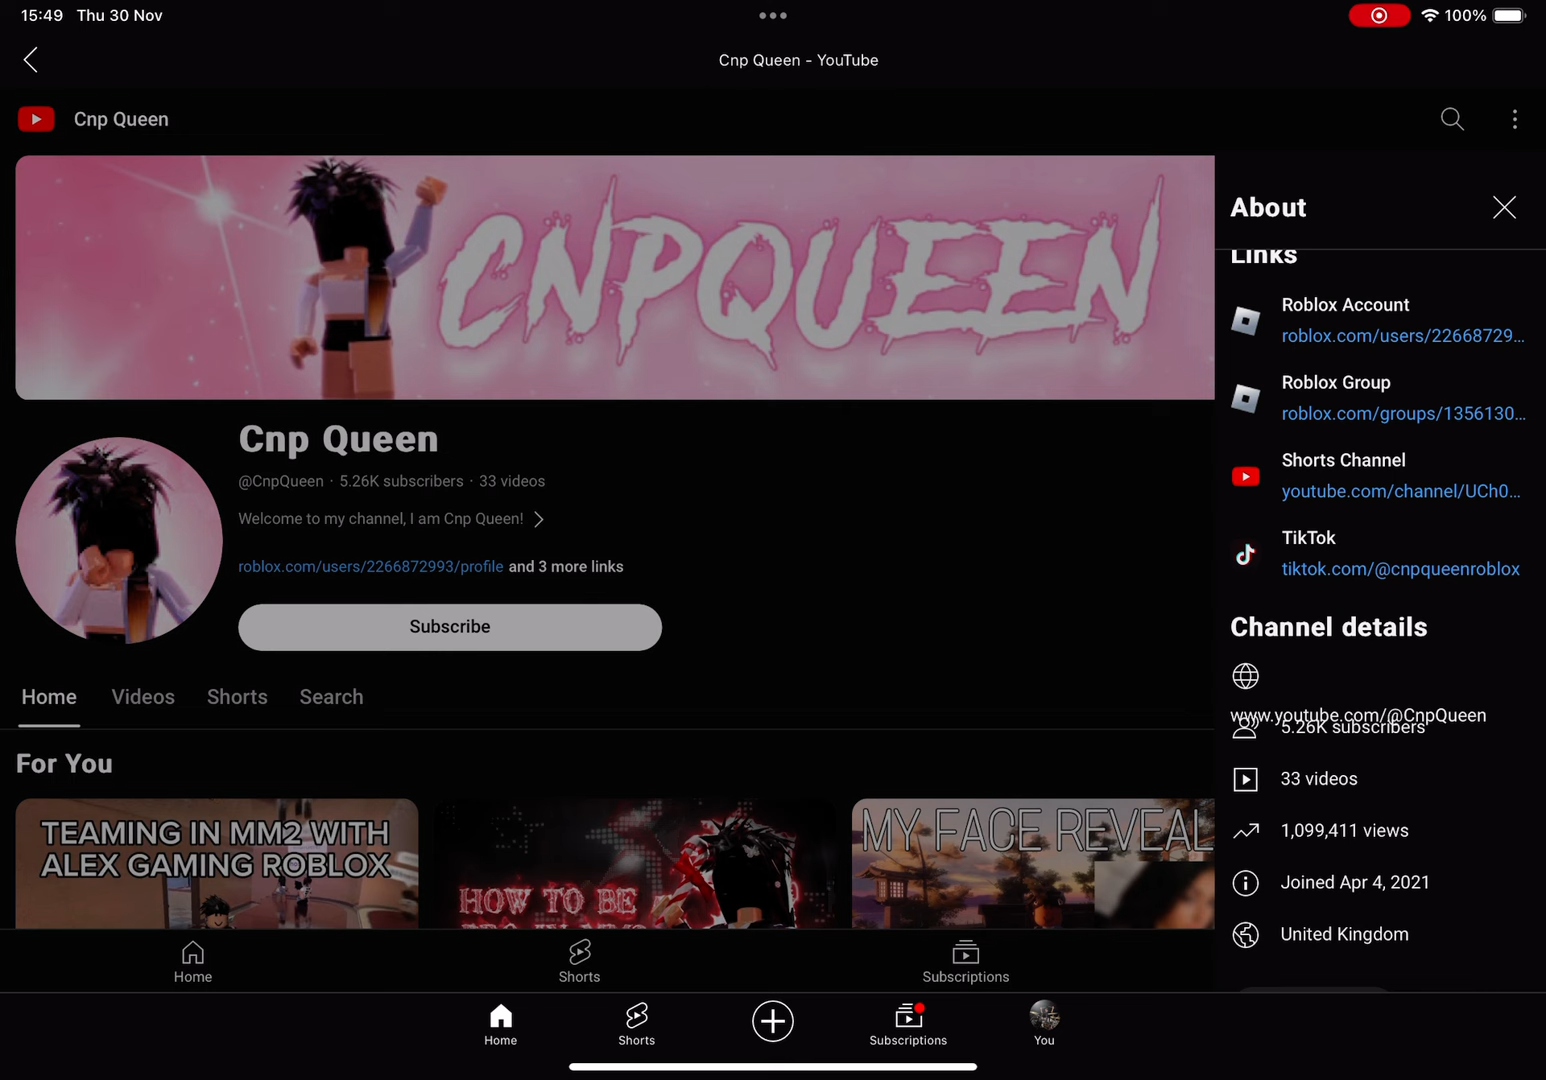 15:49 Thu 30 Nov
100%
Cnp Queen - YouTube
Cnp Queen
CNPQUEEN
Cnp Queen
@CnpQueen · 5.26K subscribers · 33 videos
Welcome to my channel, I am Cnp Queen!
roblox.com/users/2266872993/profile and 3 more links
Subscribe
Home Videos Shorts Search
For You
TEAMING IN MM2 WITH
ALEX GAMING ROBLOX
HOW TO BE
MY FACE REVEAL
About
Links
Roblox Account
roblox.com/users/22668729...
Roblox Group
roblox.com/groups/1356130...
Shorts Channel
youtube.com/channel/UCh0...
TikTok
tiktok.com/@cnpqueenroblox
Channel details
www.youtube.com/@CnpQueen
5.26K subscribers
33 videos
1,099,411 views
Joined Apr 4, 2021
United Kingdom
Home Shorts Subscriptions
Home Shorts Subscriptions You